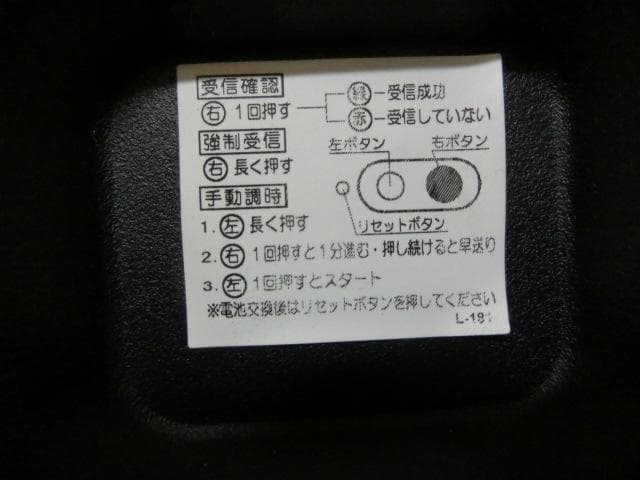 受信確認
右 1回押す
緑 ー受信成功
赤 ー受信していない
強制受信
右 長く押す
左ボタン
右ボタン
リセットボタン
手動調時
1. 左 長く押す
2. 右 1回押すと1分進む・押し続けると早送り
3. 左 1回押すとスタート
※電池交換後はリセットボタンを押してください